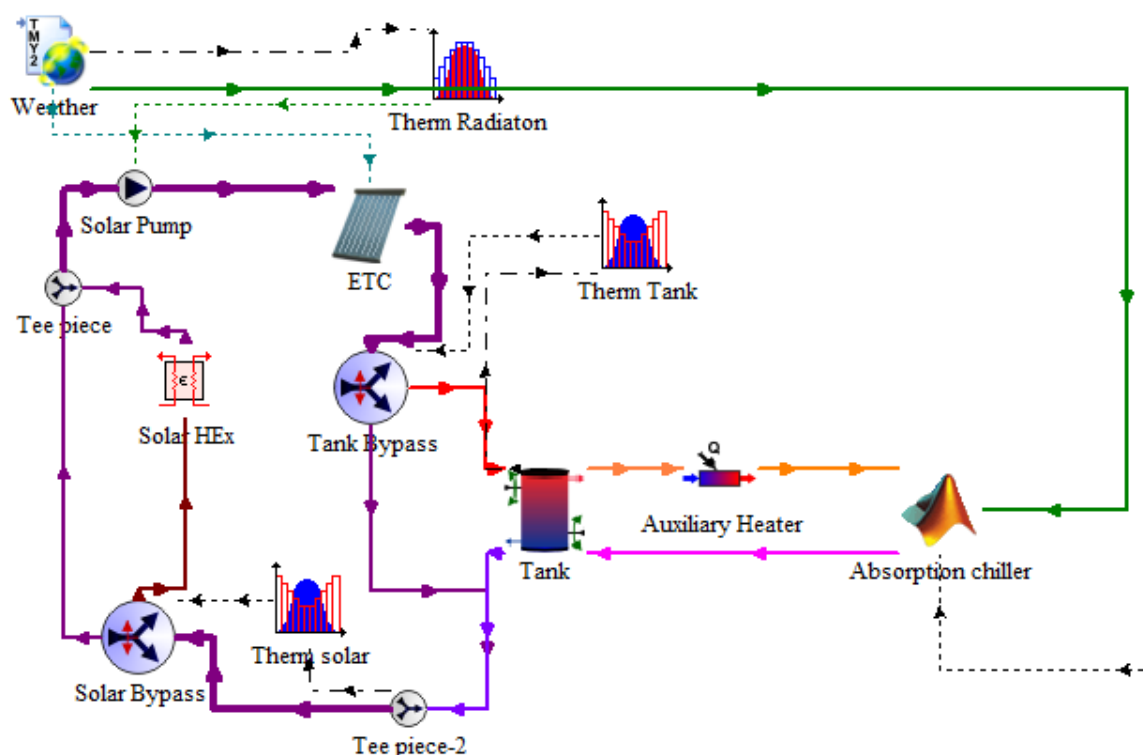 TMY2
Weather
Therm Radiaton
Solar Pump
ETC
Therm Tank
Tee piece
ε
Solar HEx
Tank Bypass
Q
Auxiliary Heater
Tank
Absorption chiller
Therm solar
Solar Bypass
Tee piece-2